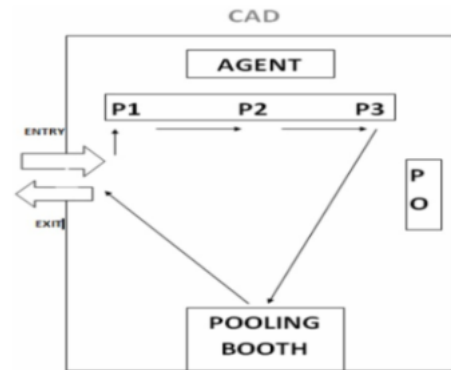 CAD
AGENT
P1 P2 P3
ENTRY
P
O
EXIT
POOLING
BOOTH